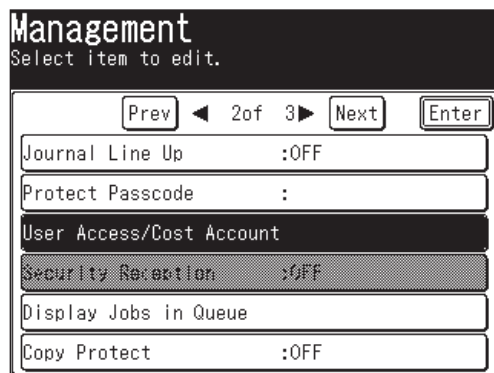 Management
Select item to edit.
Prev ◀ 2of 3▶ Next Enter
Journal Line Up :OFF
Protect Passcode :
User Access/Cost Account
Security Reception :OFF
Display Jobs in Queue
Copy Protect :OFF